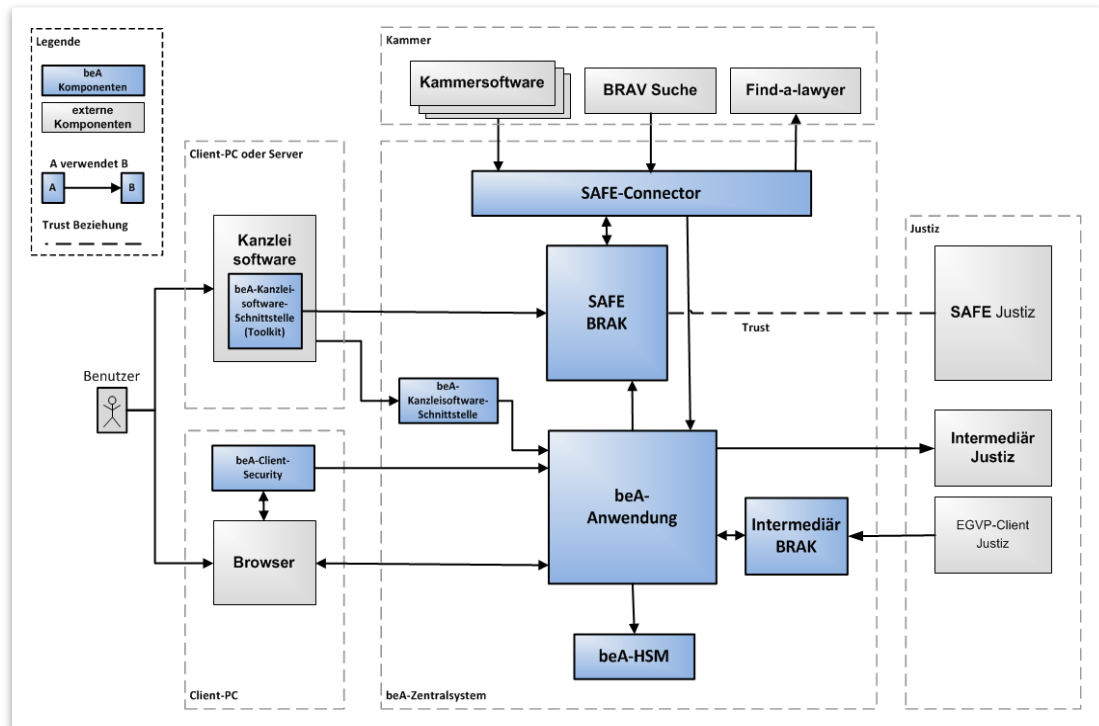 Legende
beA
Komponenten
externe
Komponenten
A verwendet B
A
B
Trust Beziehung
Kammer
Kammersoftware
BRAV Suche
Find-a-lawyer
Client-PC oder Server
Kanzlei
software
beA-Kanzlei-
software-
Schnittstelle
(Toolkit)
SAFE-Connector
SAFE
BRAK
Trust
Justiz
SAFE Justiz
Benutzer
beA-
Kanzleisoftware-
Schnittstelle
beA-Client-
Security
Browser
Client-PC
beA-
Anwendung
Intermediär
BRAK
Intermediär
Justiz
EGVP-Client
Justiz
beA-HSM
beA-Zentralsystem